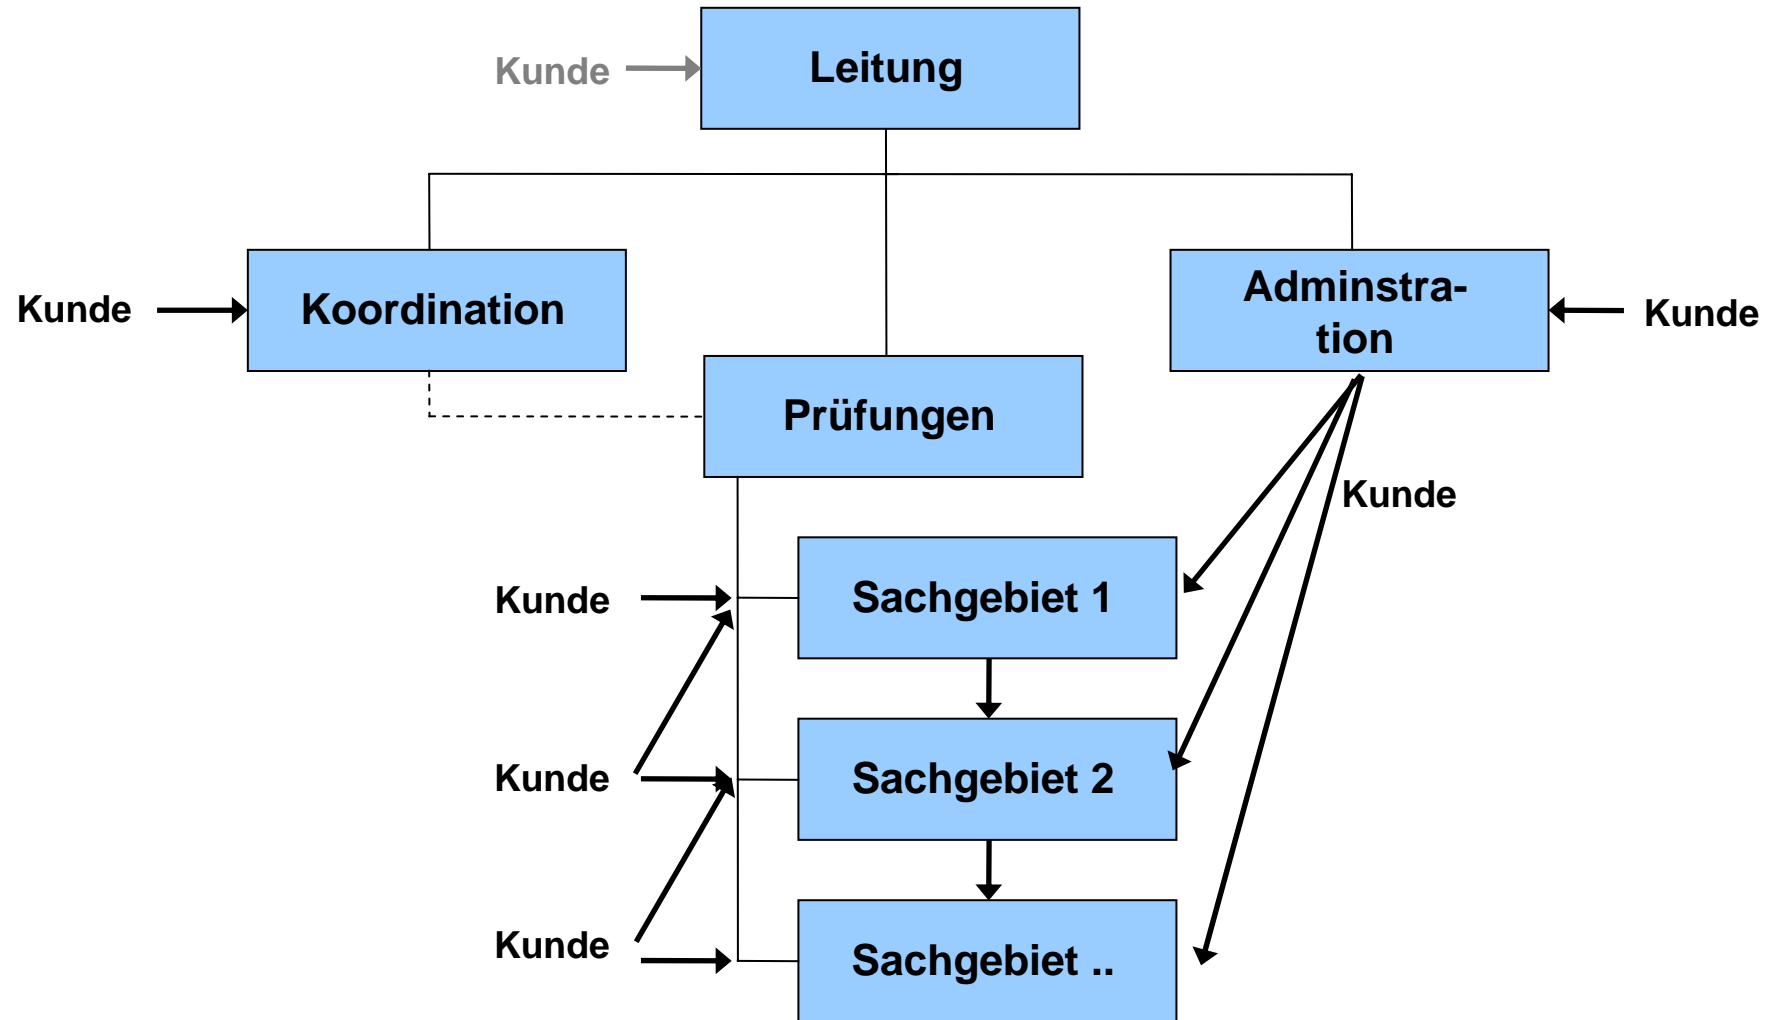 Leitung
Kunde
Kunde
Koordination
Adminstra-
tion
Kunde
Prüfungen
Kunde
Kunde
Sachgebiet 1
Kunde
Sachgebiet 2
Kunde
Sachgebiet ..